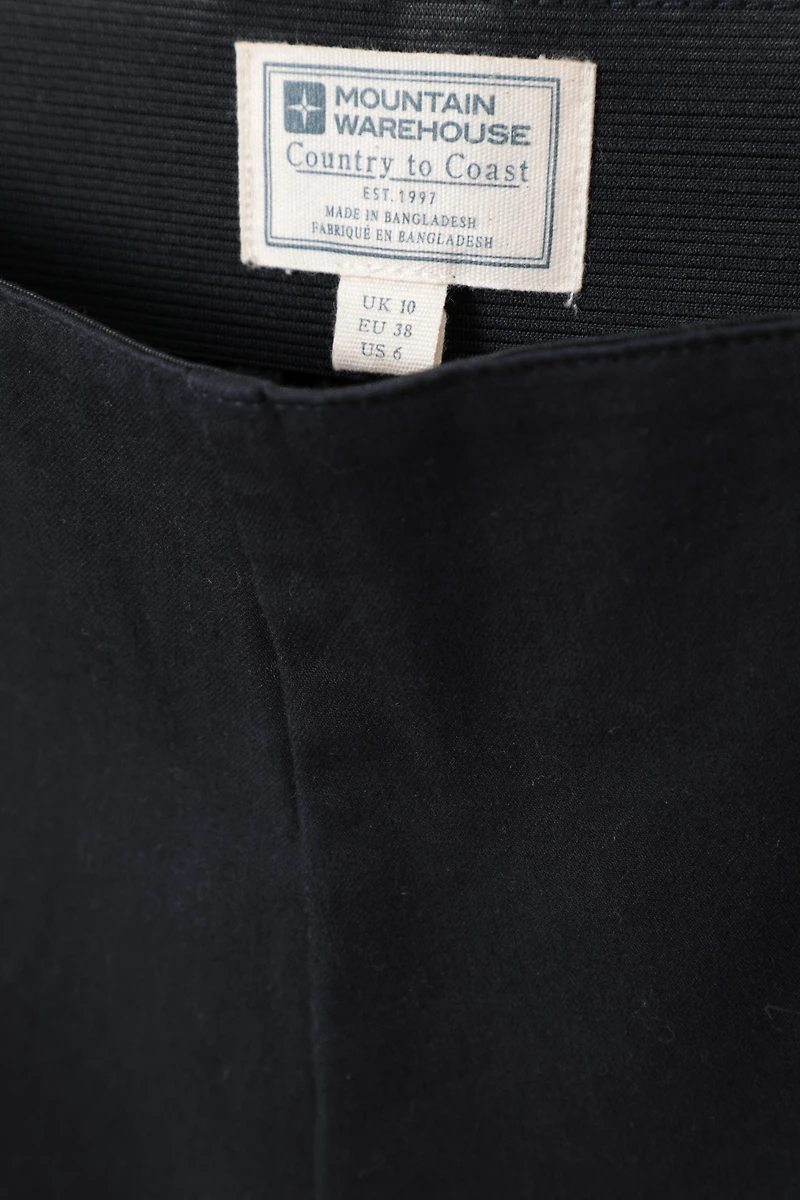 MOUNTAIN
WAREHOUSE
Country to Coast
EST. 1997
MADE IN BANGLADESH
FABRIQUÉ EN BANGLADESH
UK 10
EU 38
US 6